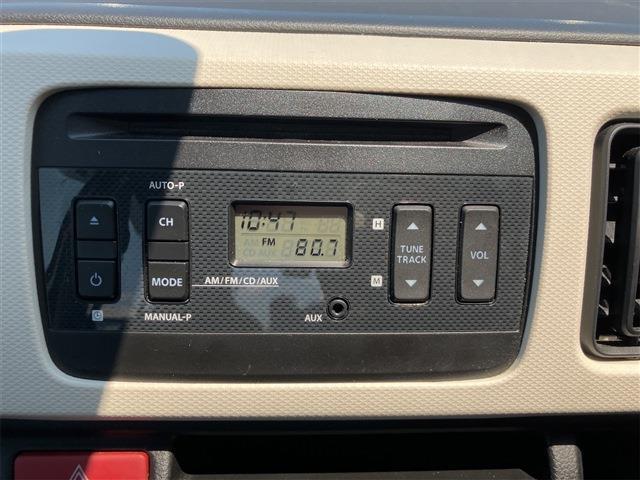 AUTO-P
CH
MODE
MANUAL-P
AM/FM/CD/AUX
10:47
FM
80.7
AUX
H
M
TUNE
TRACK
VOL